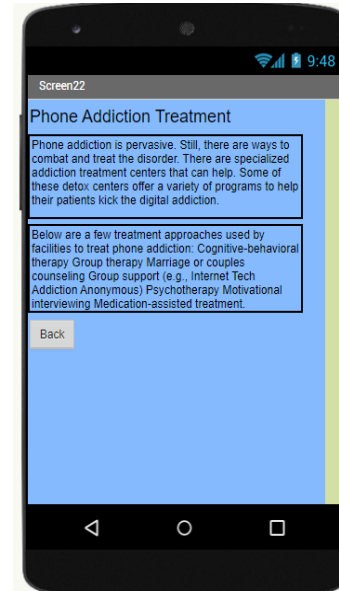 9:48
Screen22
Phone Addiction Treatment
Phone addiction is pervasive. Still, there are ways to
combat and treat the disorder. There are specialized
addiction treatment centers that can help. Some of
these detox centers offer a variety of programs to help
their patients kick the digital addiction.
Below are a few treatment approaches used by
facilities to treat phone addiction: Cognitive-behavioral
therapy Group therapy Marriage or couples
counseling Group support (e.g., Internet Tech
Addiction Anonymous) Psychotherapy Motivational
interviewing Medication-assisted treatment.
Back